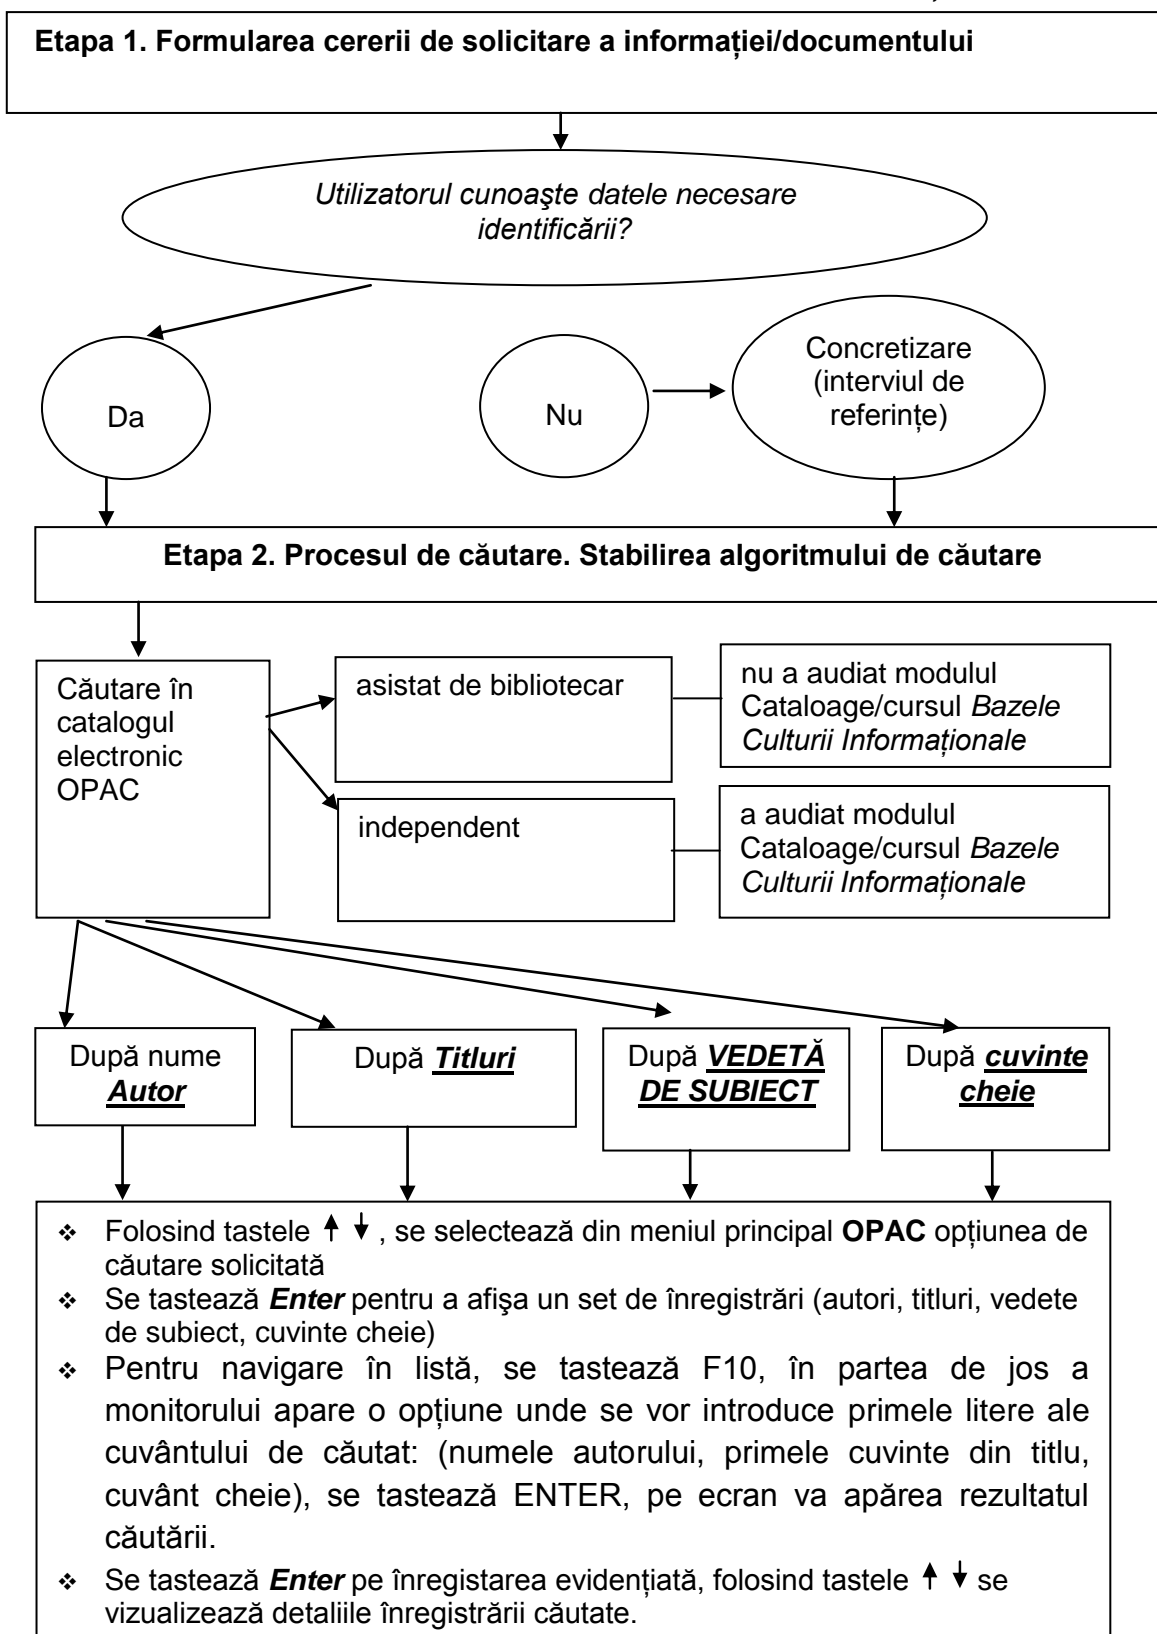 Etapa 1. Formularea cererii de solicitare a informației/documentului
Utilizatorul cunoaşte datele necesare
identificării?
Da
Nu
Concretizare
(interviul de
referințe)
Etapa 2. Procesul de căutare. Stabilirea algoritmului de căutare
Căutare în
catalogul
electronic
OPAC
asistat de bibliotecar
nu a audiat modulul
Cataloage/cursul Bazele
Culturii Informaționale
independent
a audiat modulul
Cataloage/cursul Bazele
Culturii Informaționale
După nume
Autor
După Titluri
După VEDETĂ
DE SUBIECT
După cuvinte
cheie
❖ Folosind tastele ↑ ↓ , se selectează din meniul principal OPAC opțiunea de
căutare solicitată
❖ Se tastează Enter pentru a afişa un set de înregistrări (autori, titluri, vedete
de subiect, cuvinte cheie)
❖ Pentru navigare în listă, se tastează F10, în partea de jos a
monitorului apare o opțiune unde se vor introduce primele litere ale
cuvântului de căutat: (numele autorului, primele cuvinte din titlu,
cuvânt cheie), se tastează ENTER, pe ecran va apărea rezultatul
căutării.
❖ Se tastează Enter pe înregistarea evidențiată, folosind tastele ↑ ↓ se
vizualizează detaliile înregistrării căutate.